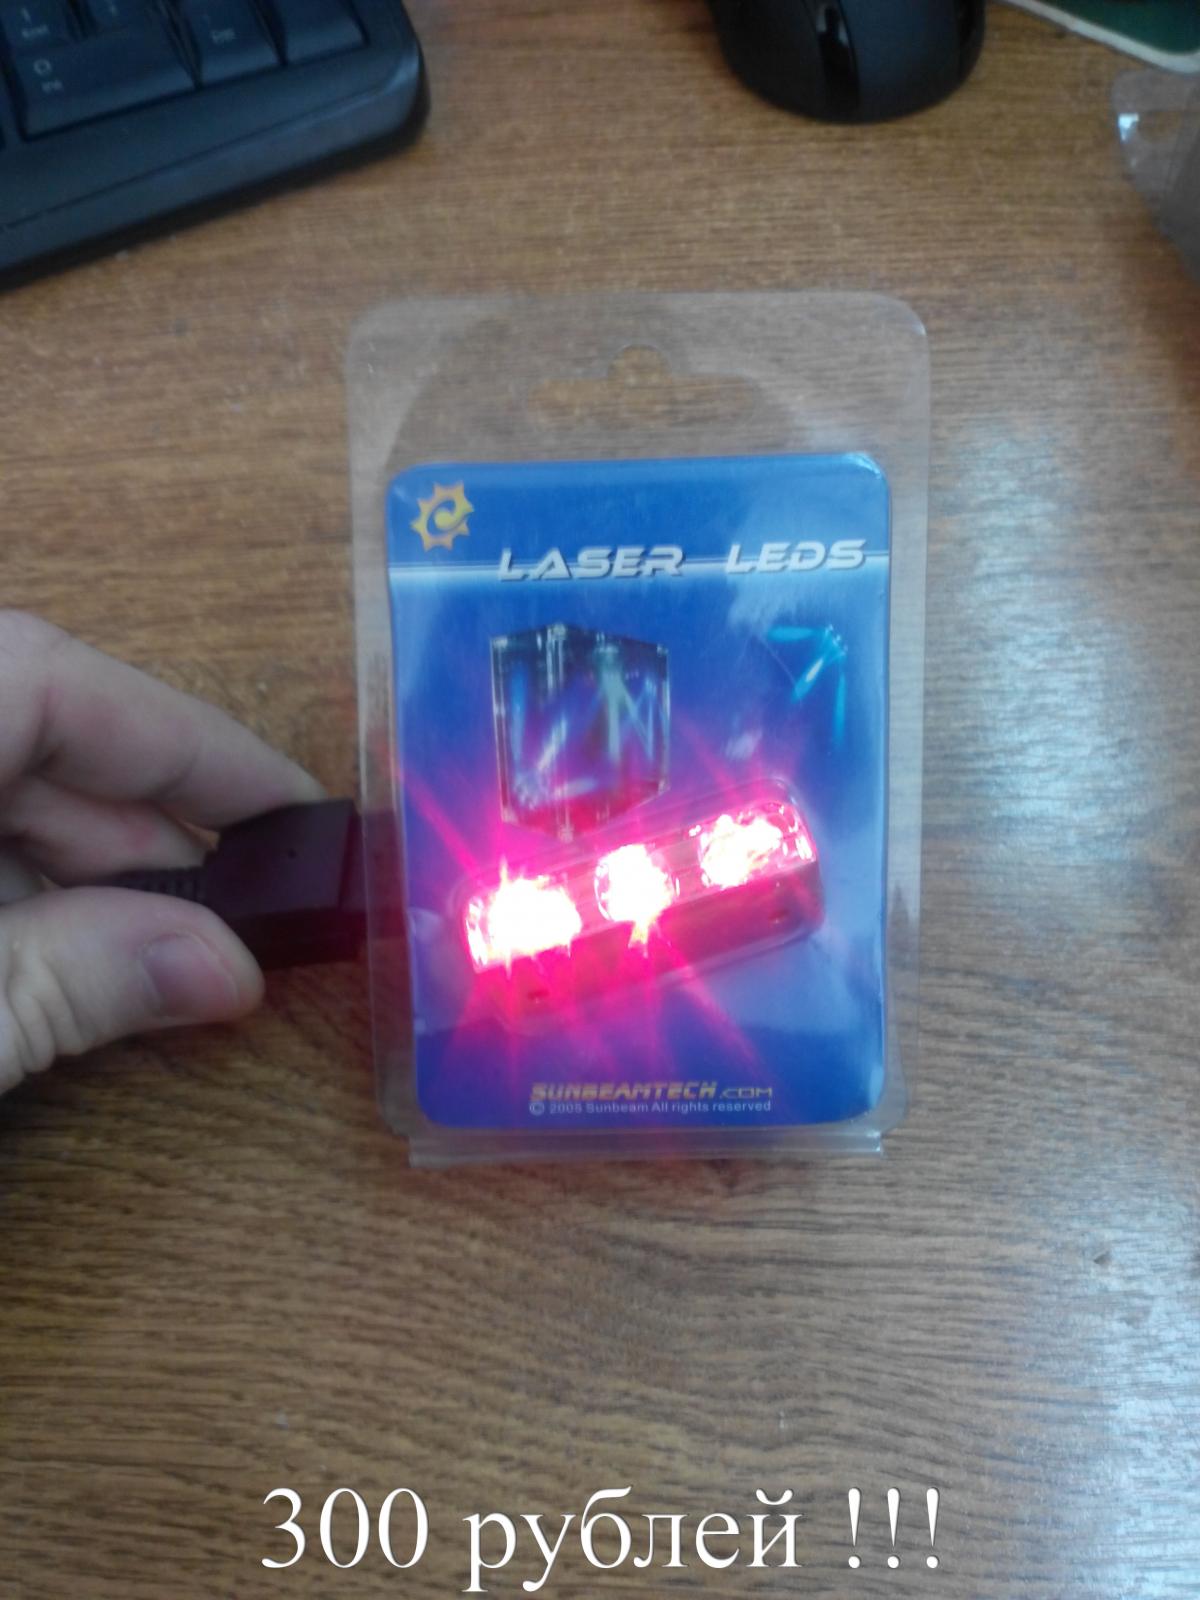 LASER LEDS
SUNBEAMTECH.COM
© 2005 Sunbeam All rights reserved
300 рублей !!!